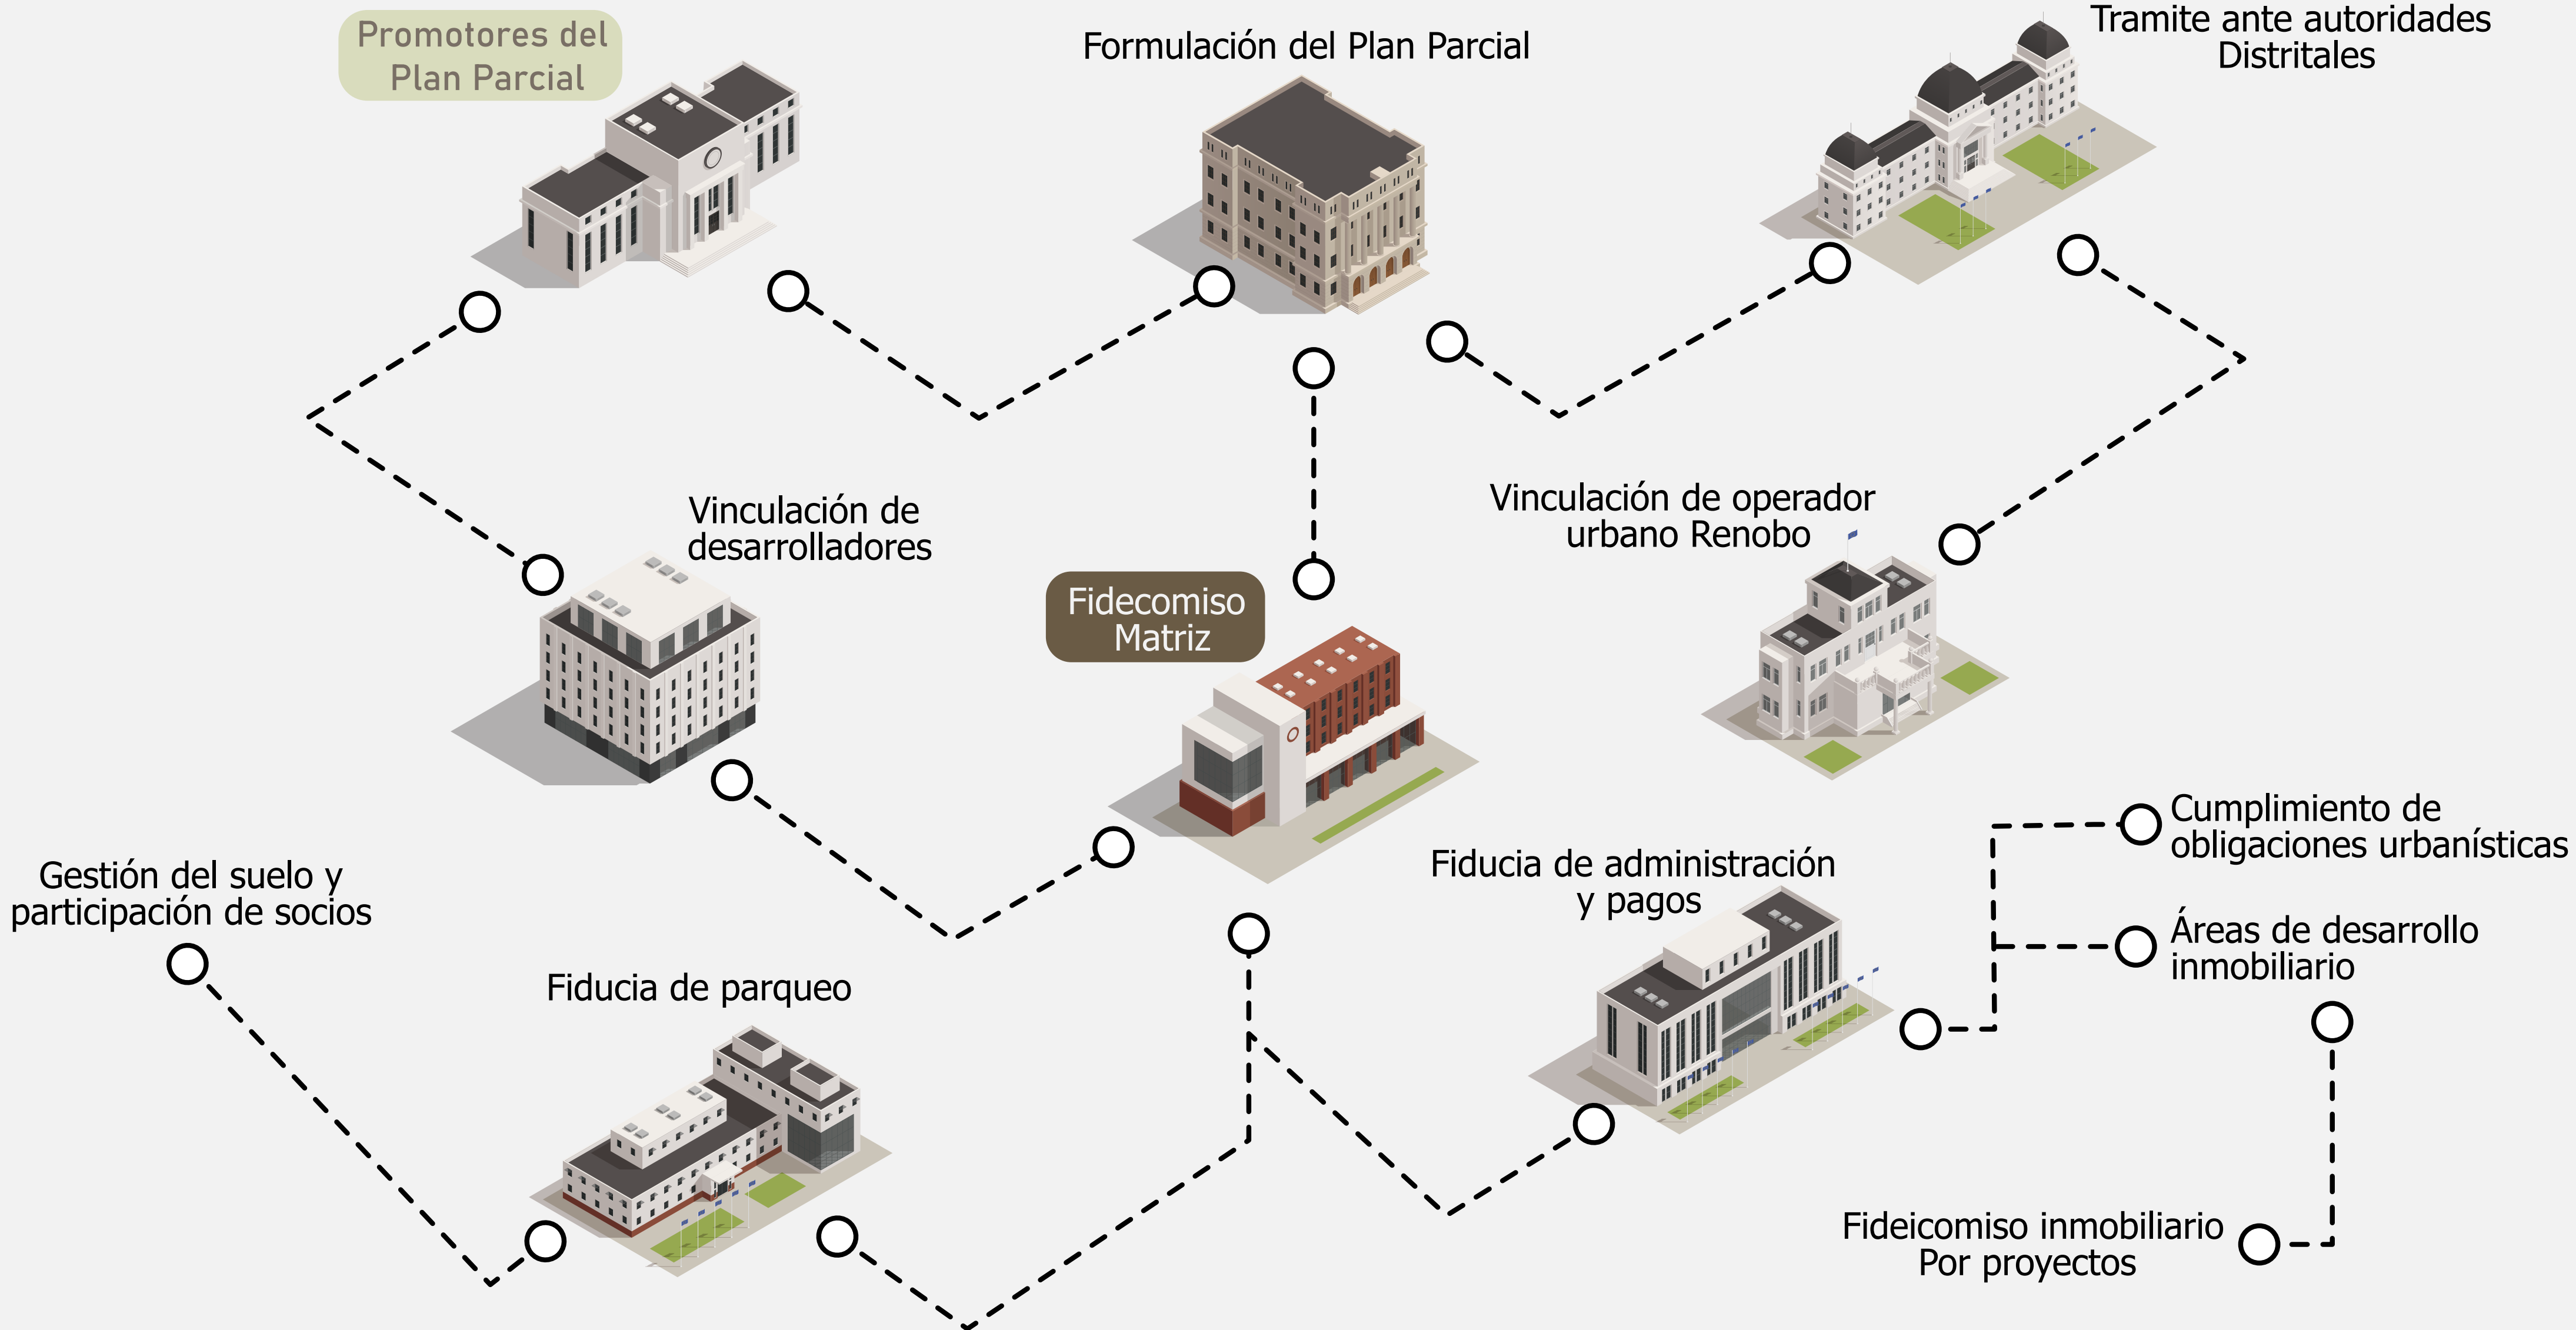 Promotores del
Plan Parcial
Formulación del Plan Parcial
Tramite ante autoridades
Distritales
Vinculación de
desarrolladores
Vinculación de operador
urbano Renobo
Fidecomiso
Matriz
Cumplimiento de
obligaciones urbanísticas
Fiducia de administración
y pagos
Gestión del suelo y
participación de socios
Áreas de desarrollo
inmobiliario
Fiducia de parqueo
Fideicomiso inmobiliario
Por proyectos